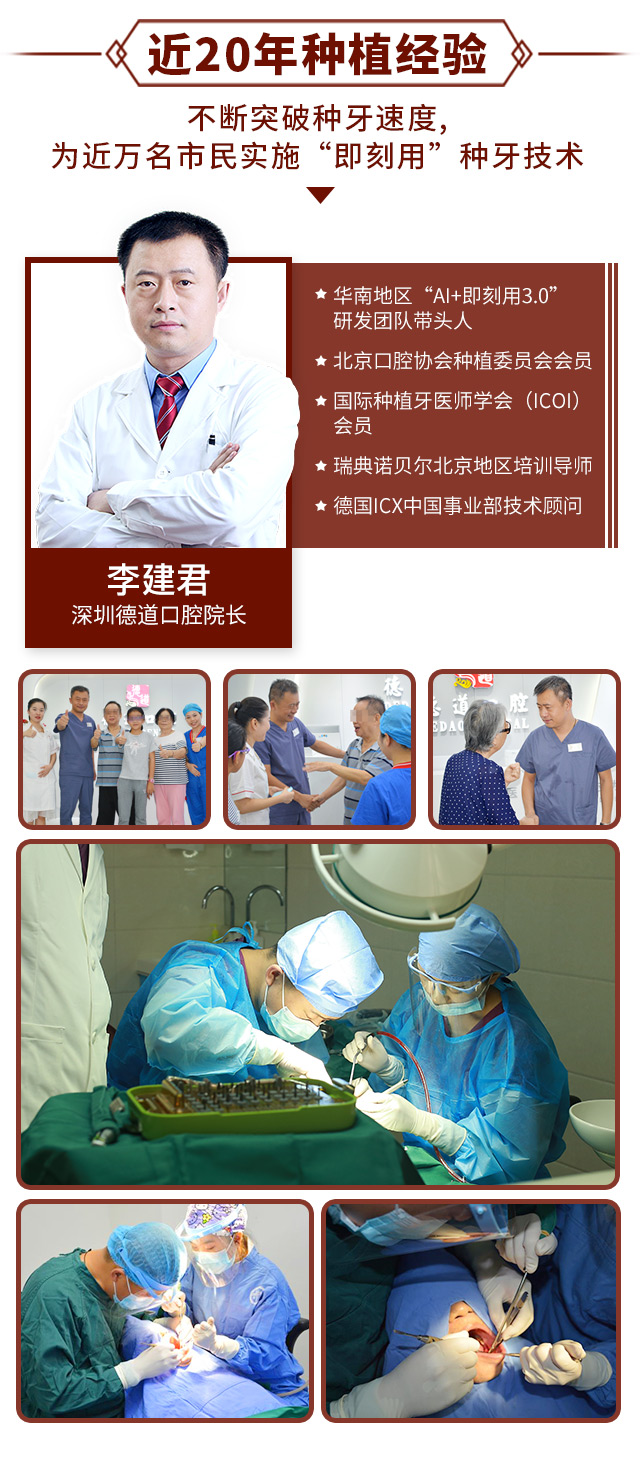 近20年种植经验
不断突破种牙速度,
为近万名市民实施“即刻用”种牙技术
华南地区“AI+即刻用3.0”
研发团队带头人
北京口腔协会种植委员会会员
国际种植牙医师学会（ICOI）
会员
瑞典诺贝尔北京地区培训导师
德国ICX中国事业部技术顾问
李建君
深圳德道口腔院长
德
道 口 腔